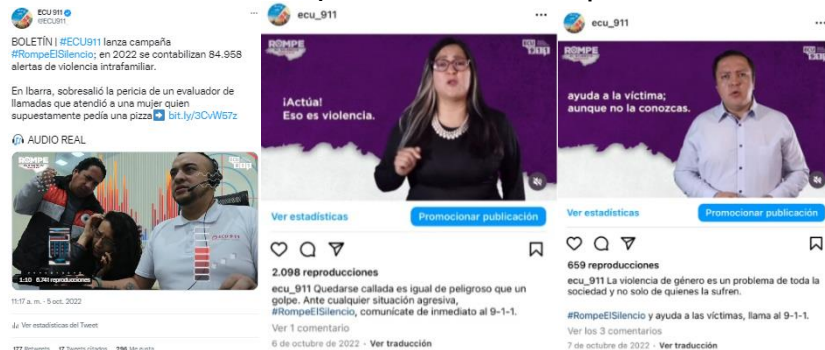 ECU 911
@ECU911
BOLETÍN | #ECU911 lanza campaña
#RompeElSilencio; en 2022 se contabilizan 84.958
alertas de violencia intrafamiliar.
En Ibarra, sobresalió la pericia de un evaluador de
llamadas que atendió a una mujer quien
supuestamente pedía una pizza bit.ly/3CvW57z
AUDIO REAL
ROMPE
1:10 6.741 reproducciones
11:17 a. m. · 5 oct. 2022
Ver estadísticas del Tweet
177 Retweets 17 Tweets citados 296 Me gusta
ecu_911
ROMPE
¡Actúa!
Eso es violencia.
Ver estadísticas
Promocionar publicación
2.098 reproducciones
ecu_911 Quedarse callada es igual de peligroso que un
golpe. Ante cualquier situación agresiva,
#RompeElSilencio, comunícate de inmediato al 9-1-1.
Ver 1 comentario
6 de octubre de 2022 · Ver traducción
ecu_911
ROMPE
ayuda a la víctima;
aunque no la conozcas.
Ver estadísticas
Promocionar publicación
659 reproducciones
ecu_911 La violencia de género es un problema de toda la
sociedad y no solo de quienes la sufren.
#RompeElSilencio y ayuda a las víctimas, llama al 9-1-1.
Ver los 3 comentarios
7 de octubre de 2022 · Ver traducción